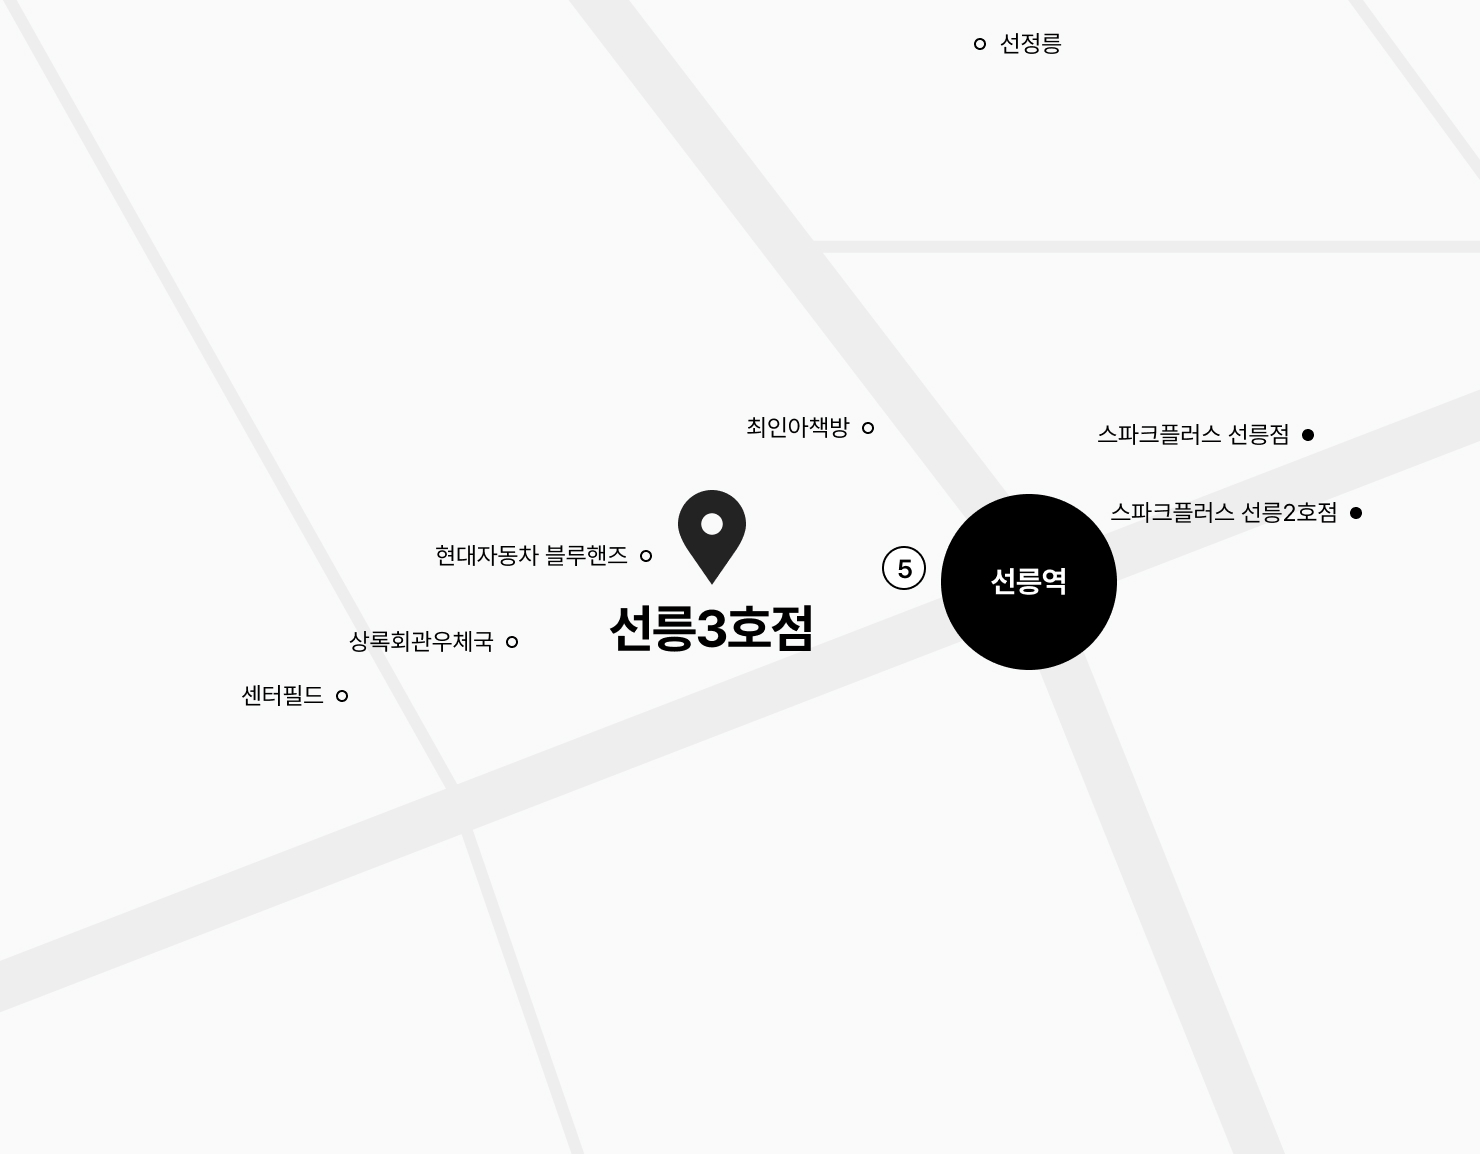 선정릉
최인아책방
스파크플러스 선릉점
스파크플러스 선릉2호점
현대자동차 블루핸즈
5
선릉역
선릉3호점
상록회관우체국
센터필드